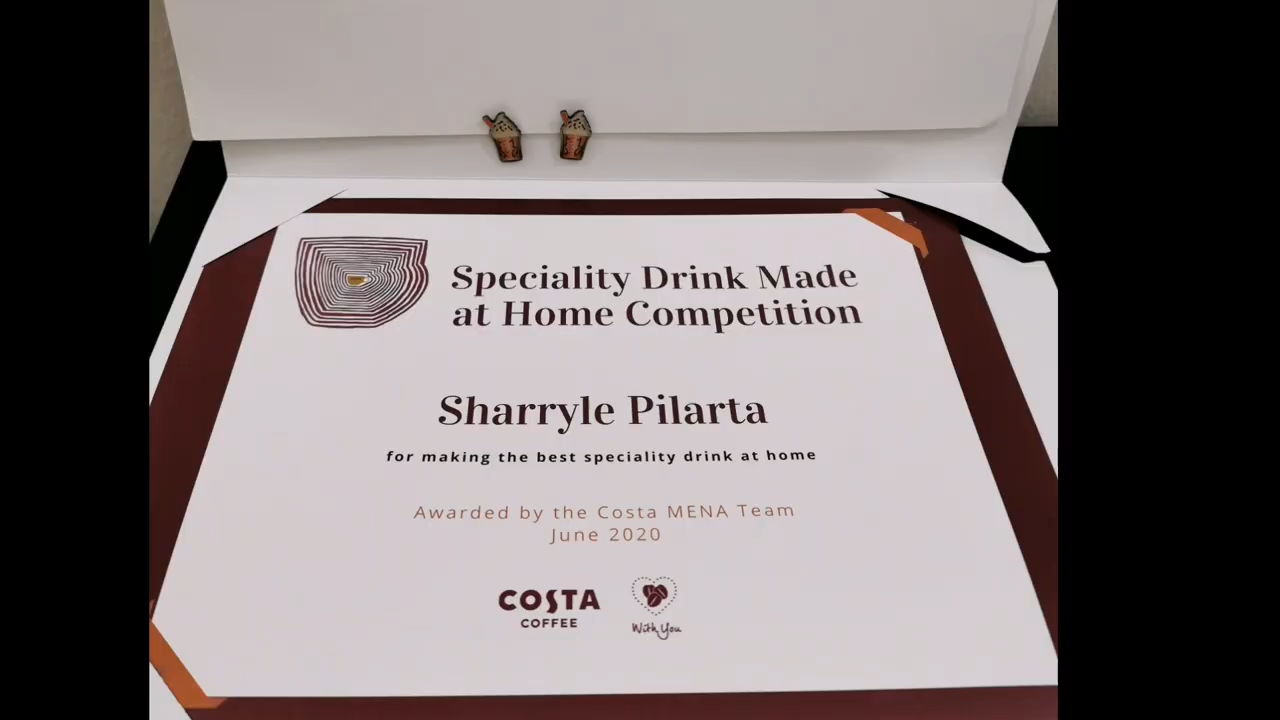 Speciality Drink Made
at Home Competition
Sharryle Pilarta
for making the best speciality drink at home
Awarded by the Costa MENA Team
June 2020
COSTA
COFFEE
With You